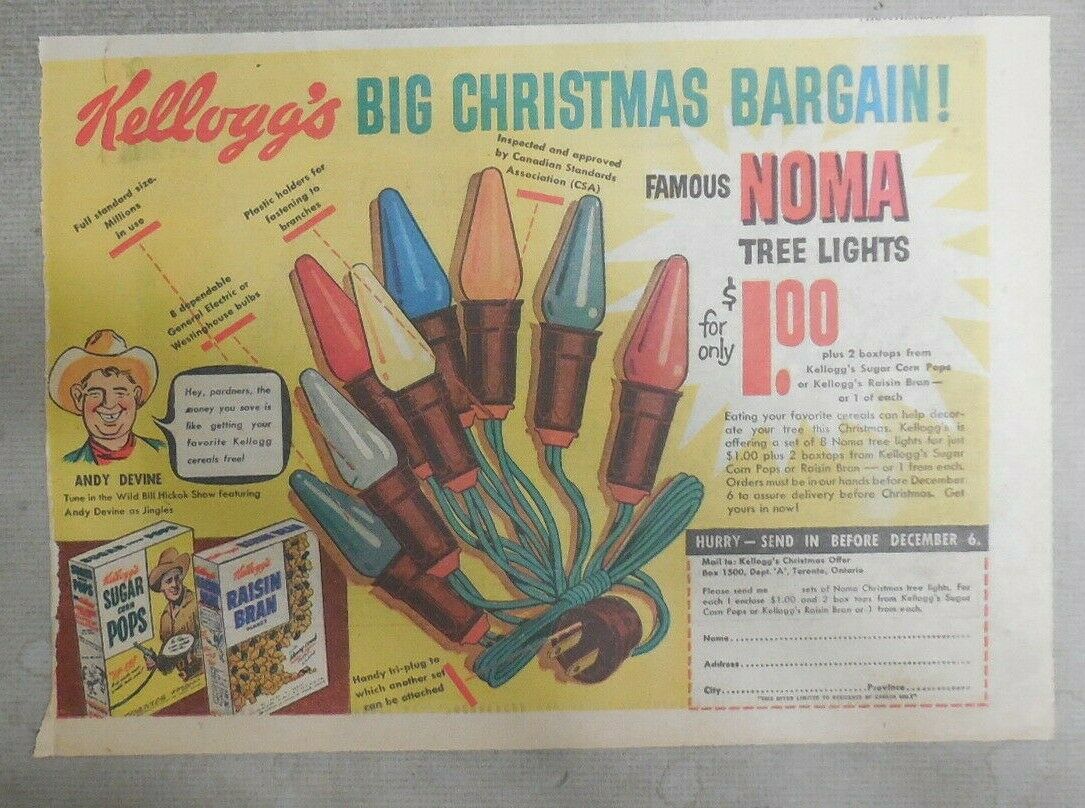 Kellogg's BIG CHRISTMAS BARGAIN!
Full standard size.
Millions
in use
Plastic holders for
fastening to
branches
Inspected and approved
by Canadian Standards
Association (CSA)
8 dependable
General Electric or
Westinghouse bulbs
FAMOUS NOMA
TREE LIGHTS
for only $1.00
plus 2 boxtops from
Kellogg's Sugar Corn Pops
or Kellogg's Raisin Bran—
or 1 of each
Hey, pardners, the
money you save is
like getting your
favorite Kellogg
cereals free!
ANDY DEVINE
Tune in the Wild Bill Hickok Show featuring
Andy Devine as Jingles
Eating your favorite cereals can help decor-
ate your tree this Christmas. Kellogg's is
offering a set of 8 Noma tree lights for just
$1.00 plus 2 boxtops from Kellogg's Sugar
Corn Pops or Raisin Bran — or 1 from each.
Orders must be in our hands before December
6 to assure delivery before Christmas. Get
yours in now!
Kellogg's
SUGAR
CORN
POPS
POPS
Kellogg's
RAISIN
BRAN
FLAKES
Handy tri-plug to
which another set
can be attached
HURRY — SEND IN BEFORE DECEMBER 6.
Mail to: Kellogg's Christmas Offer
Box 1500, Dept. 'A', Toronto, Ontario
Please send me sets of Noma Christmas tree lights. For
each I enclose $1.00 and 2 box tops from Kellogg's Sugar
Corn Pops or Kellogg's Raisin Bran or 1 from each.
Name
Address
City Province
"THIS OFFER LIMITED TO RESIDENTS OF CANADA ONLY"